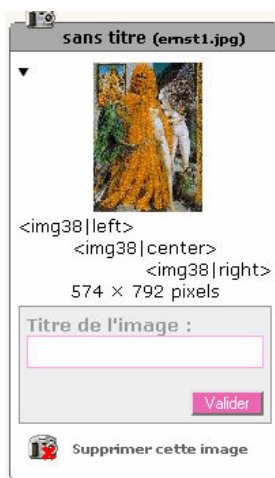 sans titre (ernst1.jpg)
<img38|left>
<img38|center>
<img38|right>
574 × 792 pixels
Titre de l'image :
Valider
Supprimer cette image